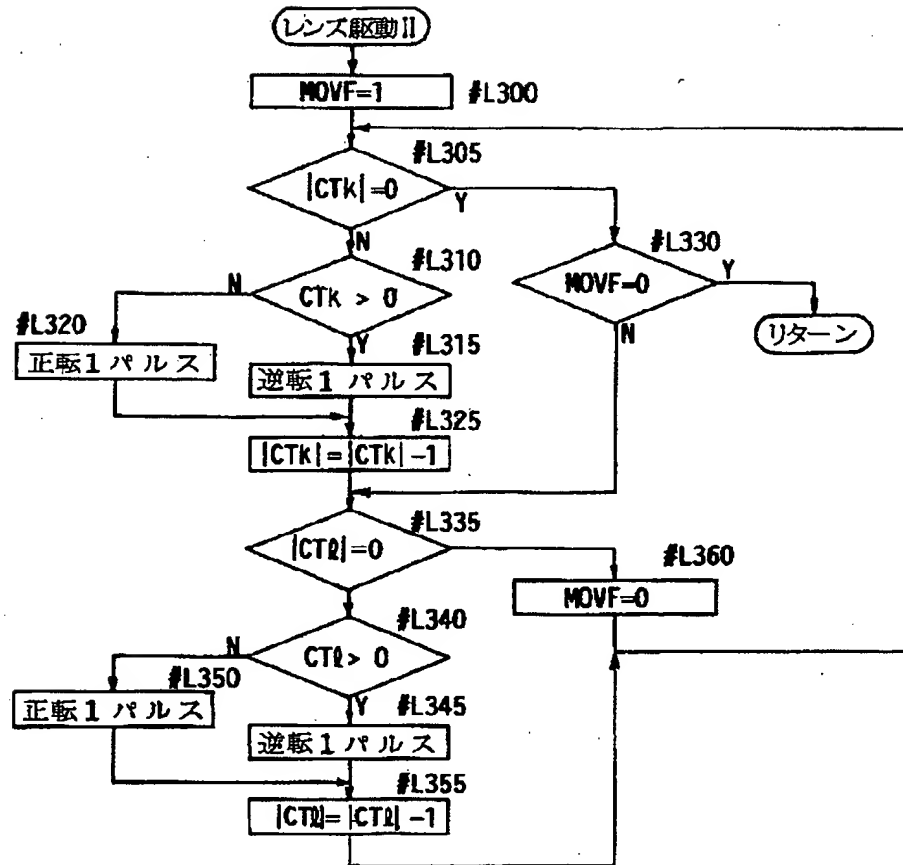 レンズ駆動II
MOVF=1 #L300
#L305
|CTk|=0
Y
N
#L310
N
CTk > 0
#L330
MOVF=0
Y
N
リターン
#L320
正転1パルス
Y
#L315
逆転1パルス
#L325
|CTk|=|CTk|-1
#L335
|CTℓ|=0
#L360
MOVF=0
#L340
N
CTℓ> 0
#L350
正転1パルス
Y
#L345
逆転1パルス
#L355
|CTℓ|=|CTℓ|-1